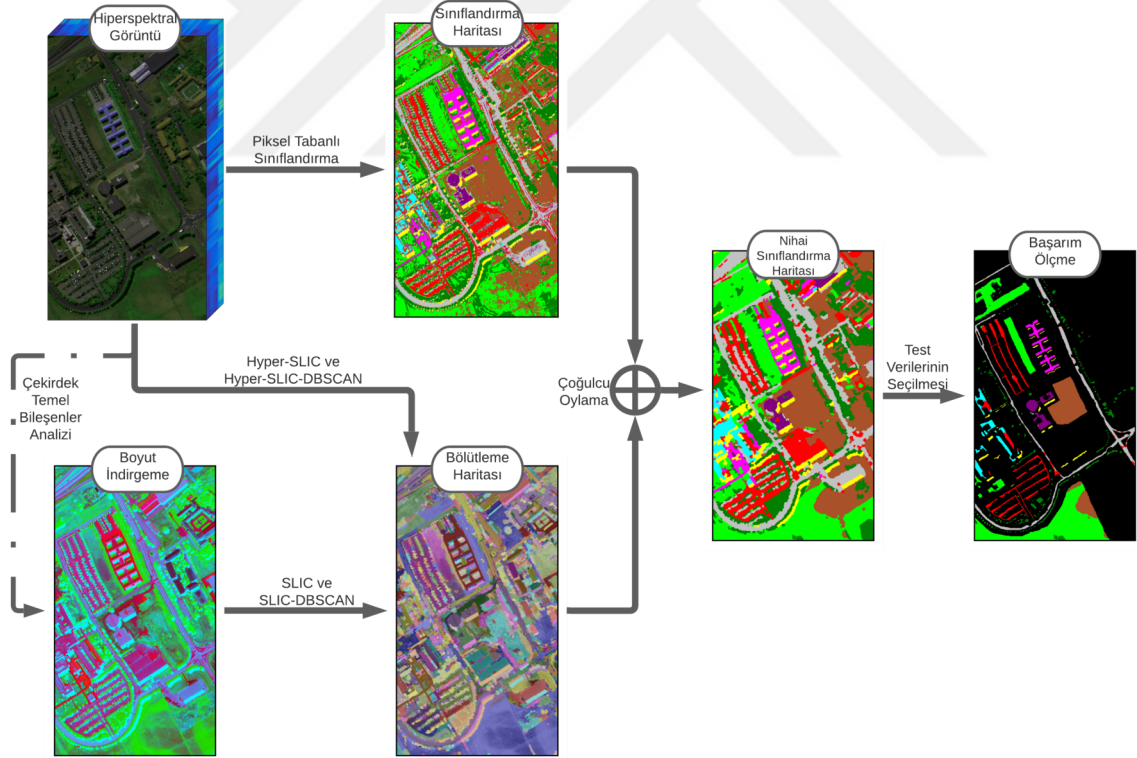 Hiperspektral
Görüntü
Sınıflandırma
Haritası
Piksel Tabanlı
Sınıflandırma
Nihai
Sınıflandırma
Haritası
Başarım
Ölçme
Hyper-SLIC ve
Hyper-SLIC-DBSCAN
Çoğulcu
Oylama
Test
Verilerinin
Seçilmesi
Çekirdek
Temel
Bileşenler
Analizi
Boyut
İndirgeme
Bölütleme
Haritası
SLIC ve
SLIC-DBSCAN